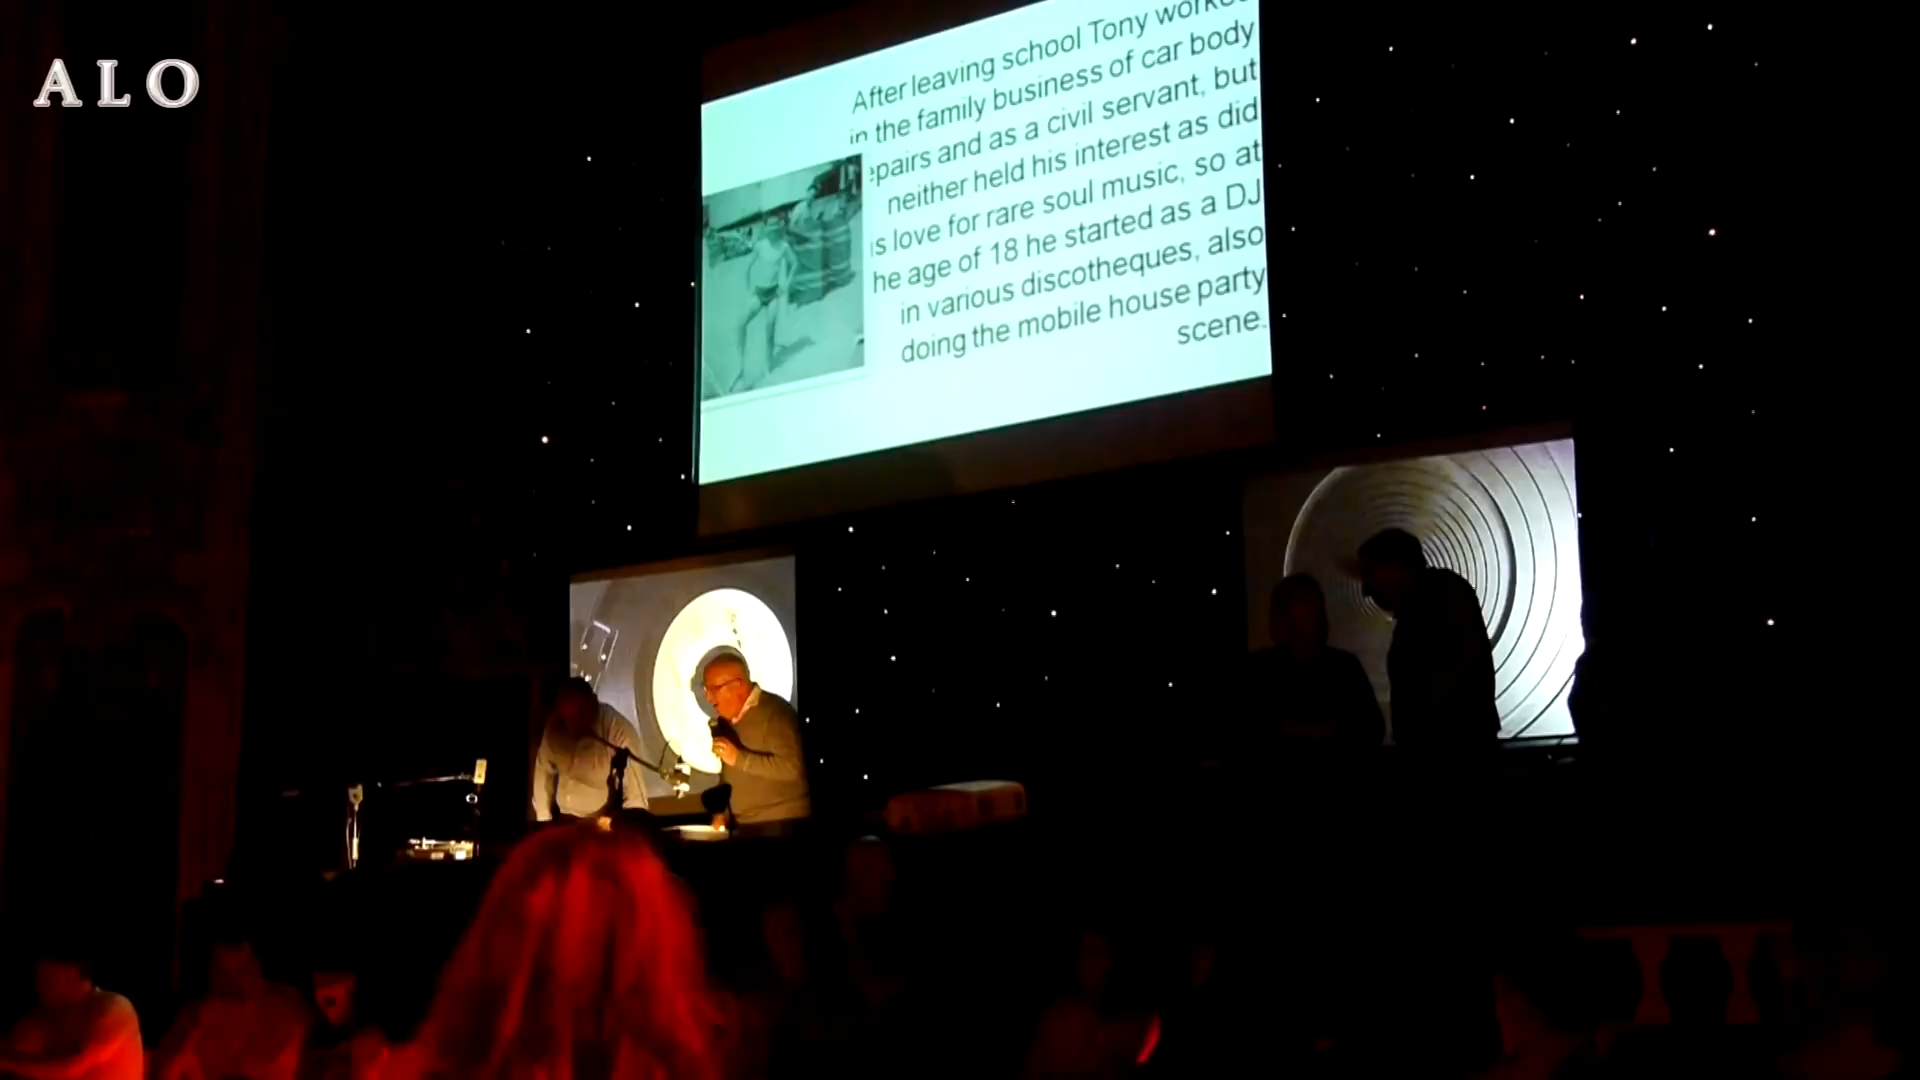 ALO
After leaving school Tony worked
in the family business of car body
epairs and as a civil servant, but
neither held his interest as did
is love for rare soul music, so at
he age of 18 he started as a DJ
in various discotheques, also
doing the mobile house party
scene.